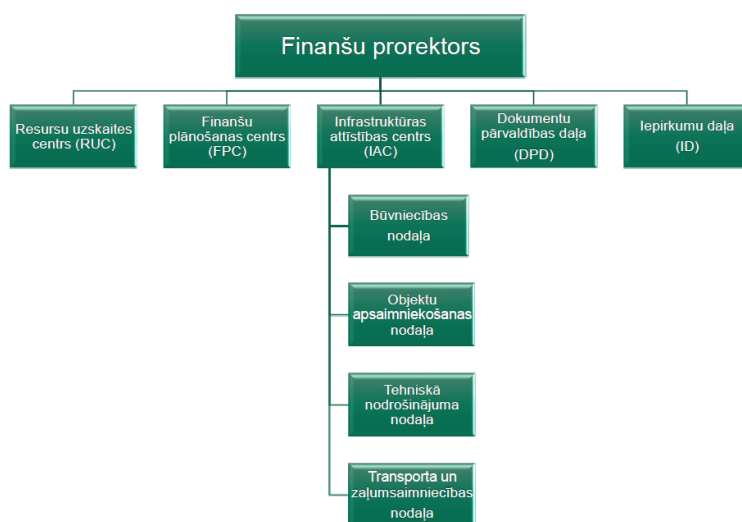 Finanšu prorektors
Resursu uzskaites
centrs (RUC)
Finanšu
plānošanas centrs
(FPC)
Infrastruktūras
attīstības centrs
(IAC)
Dokumentu
pārvaldības daļa
(DPD)
Iepirkumu daļa
(ID)
Būvniecības
nodaļa
Objektu
apsaimniekošanas
nodaļa
Tehniskā
nodrošinājuma
nodaļa
Transporta un
zaļumsaimniecības
nodaļa